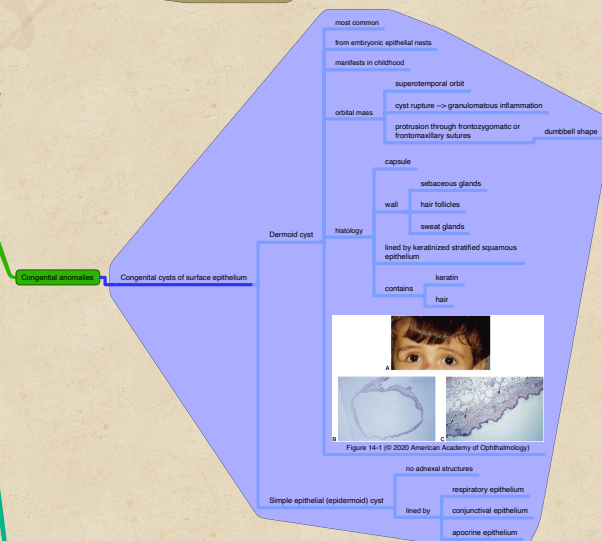 most common
from embryonic epithelial nests
manifests in childhood
superotemporal orbit
orbital mass
cyst rupture --> granulomatous inflammation
protrusion through frontozygomatic or
frontomaxillary sutures
dumbbell shape
capsule
sebaceous glands
wall
hair follicles
sweat glands
Dermoid cyst
histology
lined by keratinized stratified squamous
epithelium
Congential anomalies
Congenital cysts of surface epithelium
keratin
contains
hair
A
B
C
Figure 14-1 (© 2020 American Academy of Ophthalmology)
no adnexal structures
Simple epithelial (epidermoid) cyst
respiratory epithelium
lined by
conjunctival epithelium
apocrine epithelium